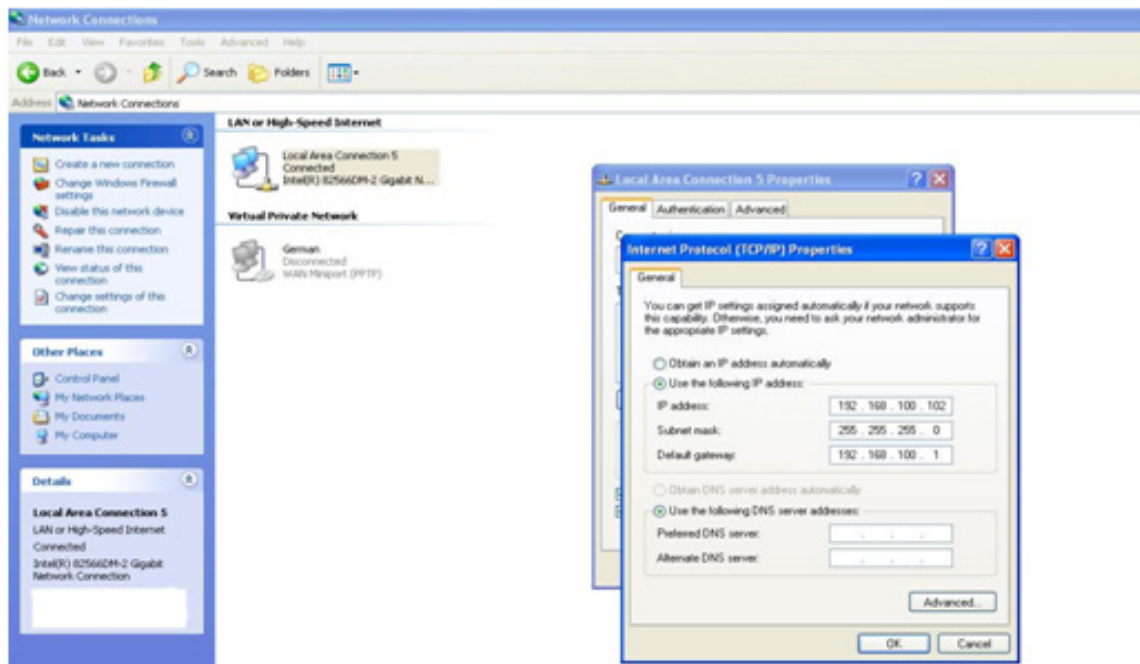 Network Connections
File Edit View Favorites Tools Advanced Help
Back Search Folders
Address Network Connections
Network Tasks
Create a new connection
Change Windows Firewall
settings
Disable this network device
Repair this connection
Rename this connection
View status of this
connection
Change settings of this
connection
Other Places
Control Panel
My Network Places
My Documents
My Computer
Details
Local Area Connection 5
LAN or High-Speed Internet
Connected
Intel(R) 82566DM-2 Gigabit
Network Connection
LAN or High-Speed Internet
Local Area Connection 5
Connected
Intel(R) 82566DM-2 Gigabit N...
Virtual Private Network
German
Disconnected
WAN Miniport (PPTP)
Local Area Connection 5 Properties
General Authentication Advanced
Internet Protocol (TCP/IP) Properties
General
You can get IP settings assigned automatically if your network supports
this capability. Otherwise, you need to ask your network administrator for
the appropriate IP settings.
Obtain an IP address automatically
Use the following IP address:
IP address: 192 . 168 . 100 . 102
Subnet mask: 255 . 255 . 255 . 0
Default gateway: 192 . 168 . 100 . 1
Obtain DNS server address automatically
Use the following DNS server addresses:
Preferred DNS server: . . .
Alternate DNS server: . . .
Advanced...
OK Cancel